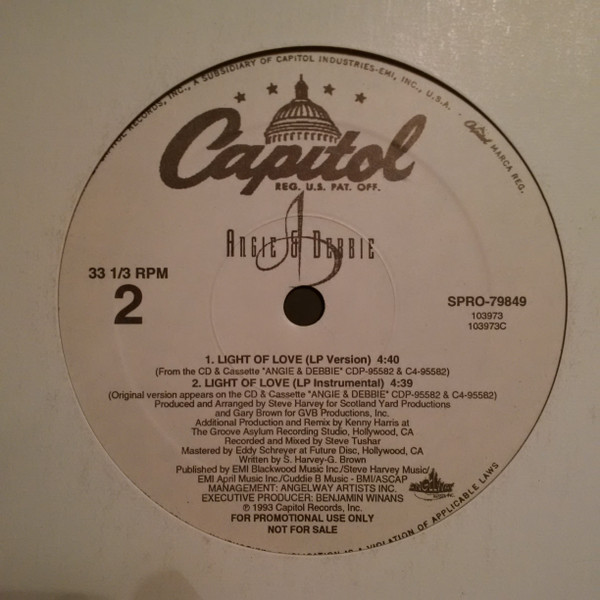 CAPITOL RECORDS, INC., A SUBSIDIARY OF CAPITOL INDUSTRIES-EMI, INC., U.S.A. · Capitol MARCA REG.
Capitol
REG. U.S. PAT. OFF.
ANGIE & DEBBIE
33 1/3 RPM
2
SPRO-79849
103973
103973C
1. LIGHT OF LOVE (LP Version) 4:40
(From the CD & Cassette "ANGIE & DEBBIE" CDP-95582 & C4-95582)
2. LIGHT OF LOVE (LP Instrumental) 4:39
(Original version appears on the CD & Cassette "ANGIE & DEBBIE" CDP-95582 & C4-95582)
Produced and Arranged by Steve Harvey for Scotland Yard Productions
and Gary Brown for GVB Productions, Inc.
Additional Production and Remix by Kenny Harris at
The Groove Asylum Recording Studio, Hollywood, CA
Recorded and Mixed by Steve Tushar
Mastered by Eddy Schreyer at Future Disc, Hollywood, CA
Written by S. Harvey-G. Brown
Published by EMI Blackwood Music Inc./Steve Harvey Music/
EMI April Music Inc./Cuddie B Music - BMI/ASCAP
MANAGEMENT: ANGELWAY ARTISTS INC.
EXECUTIVE PRODUCER: BENJAMIN WINANS
℗ 1993 Capitol Records, Inc.
FOR PROMOTIONAL USE ONLY
NOT FOR SALE
IS A VIOLATION OF APPLICABLE LAWS